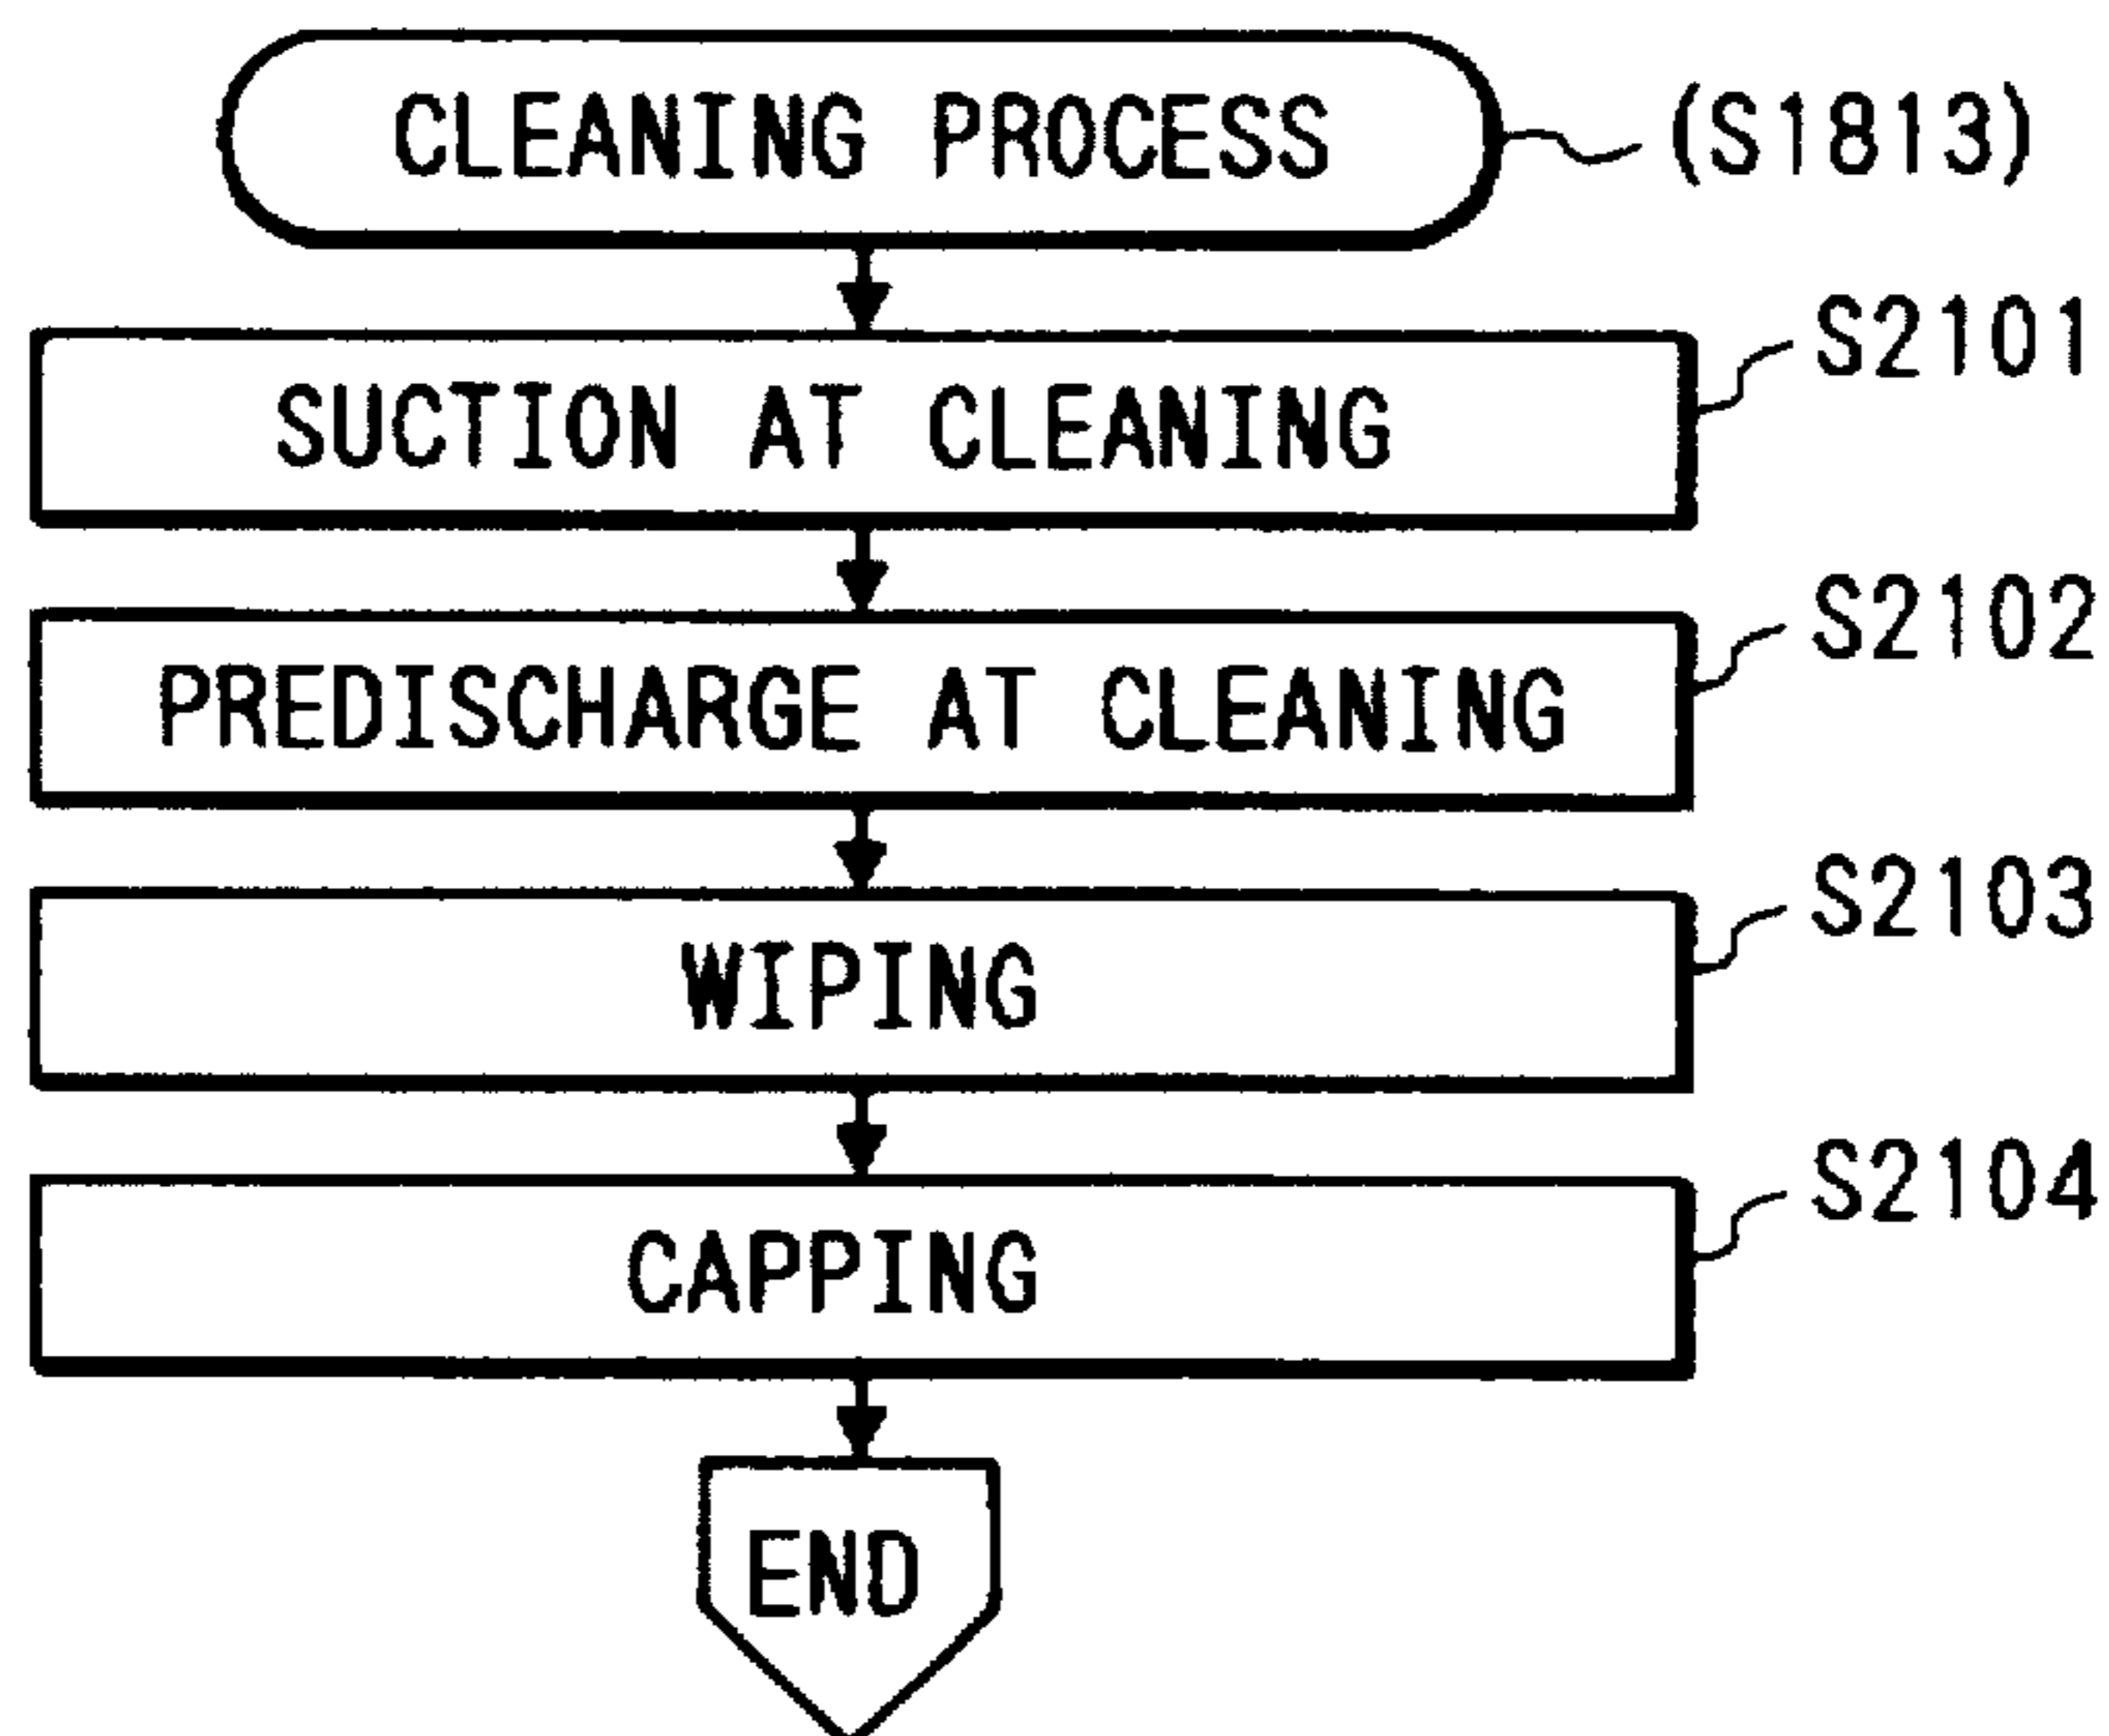 CLEANING PROCESS (S1813)
S2101
SUCTION AT CLEANING
S2102
PREDISCHARGE AT CLEANING
S2103
WIPING
S2104
CAPPING
END